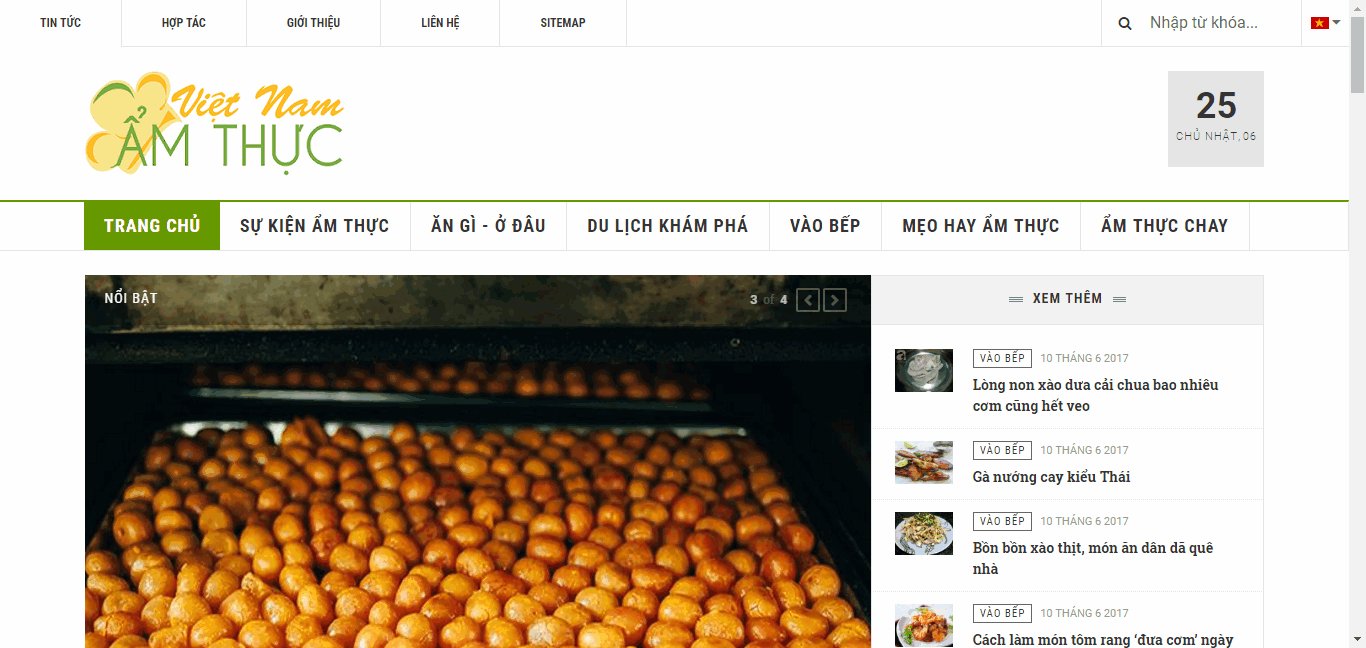 TIN TỨC
HỢP TÁC
GIỚI THIỆU
LIÊN HỆ
SITEMAP
Nhập từ khóa...
Việt Nam
ẨM THỰC
25
CHỦ NHẬT, 06
TRANG CHỦ
SỰ KIỆN ẨM THỰC
ĂN GÌ - Ở ĐÂU
DU LỊCH KHÁM PHÁ
VÀO BẾP
MẸO HAY ẨM THỰC
ẨM THỰC CHAY
NỔI BẬT
3 of 4
XEM THÊM
VÀO BẾP 10 THÁNG 6 2017
Lòng non xào dưa cải chua bao nhiêu
cơm cũng hết veo
VÀO BẾP 10 THÁNG 6 2017
Gà nướng cay kiểu Thái
VÀO BẾP 10 THÁNG 6 2017
Bồn bồn xào thịt, món ăn dân dã quê
nhà
VÀO BẾP 10 THÁNG 6 2017
Cách làm món tôm rang ‘đưa cơm’ ngày